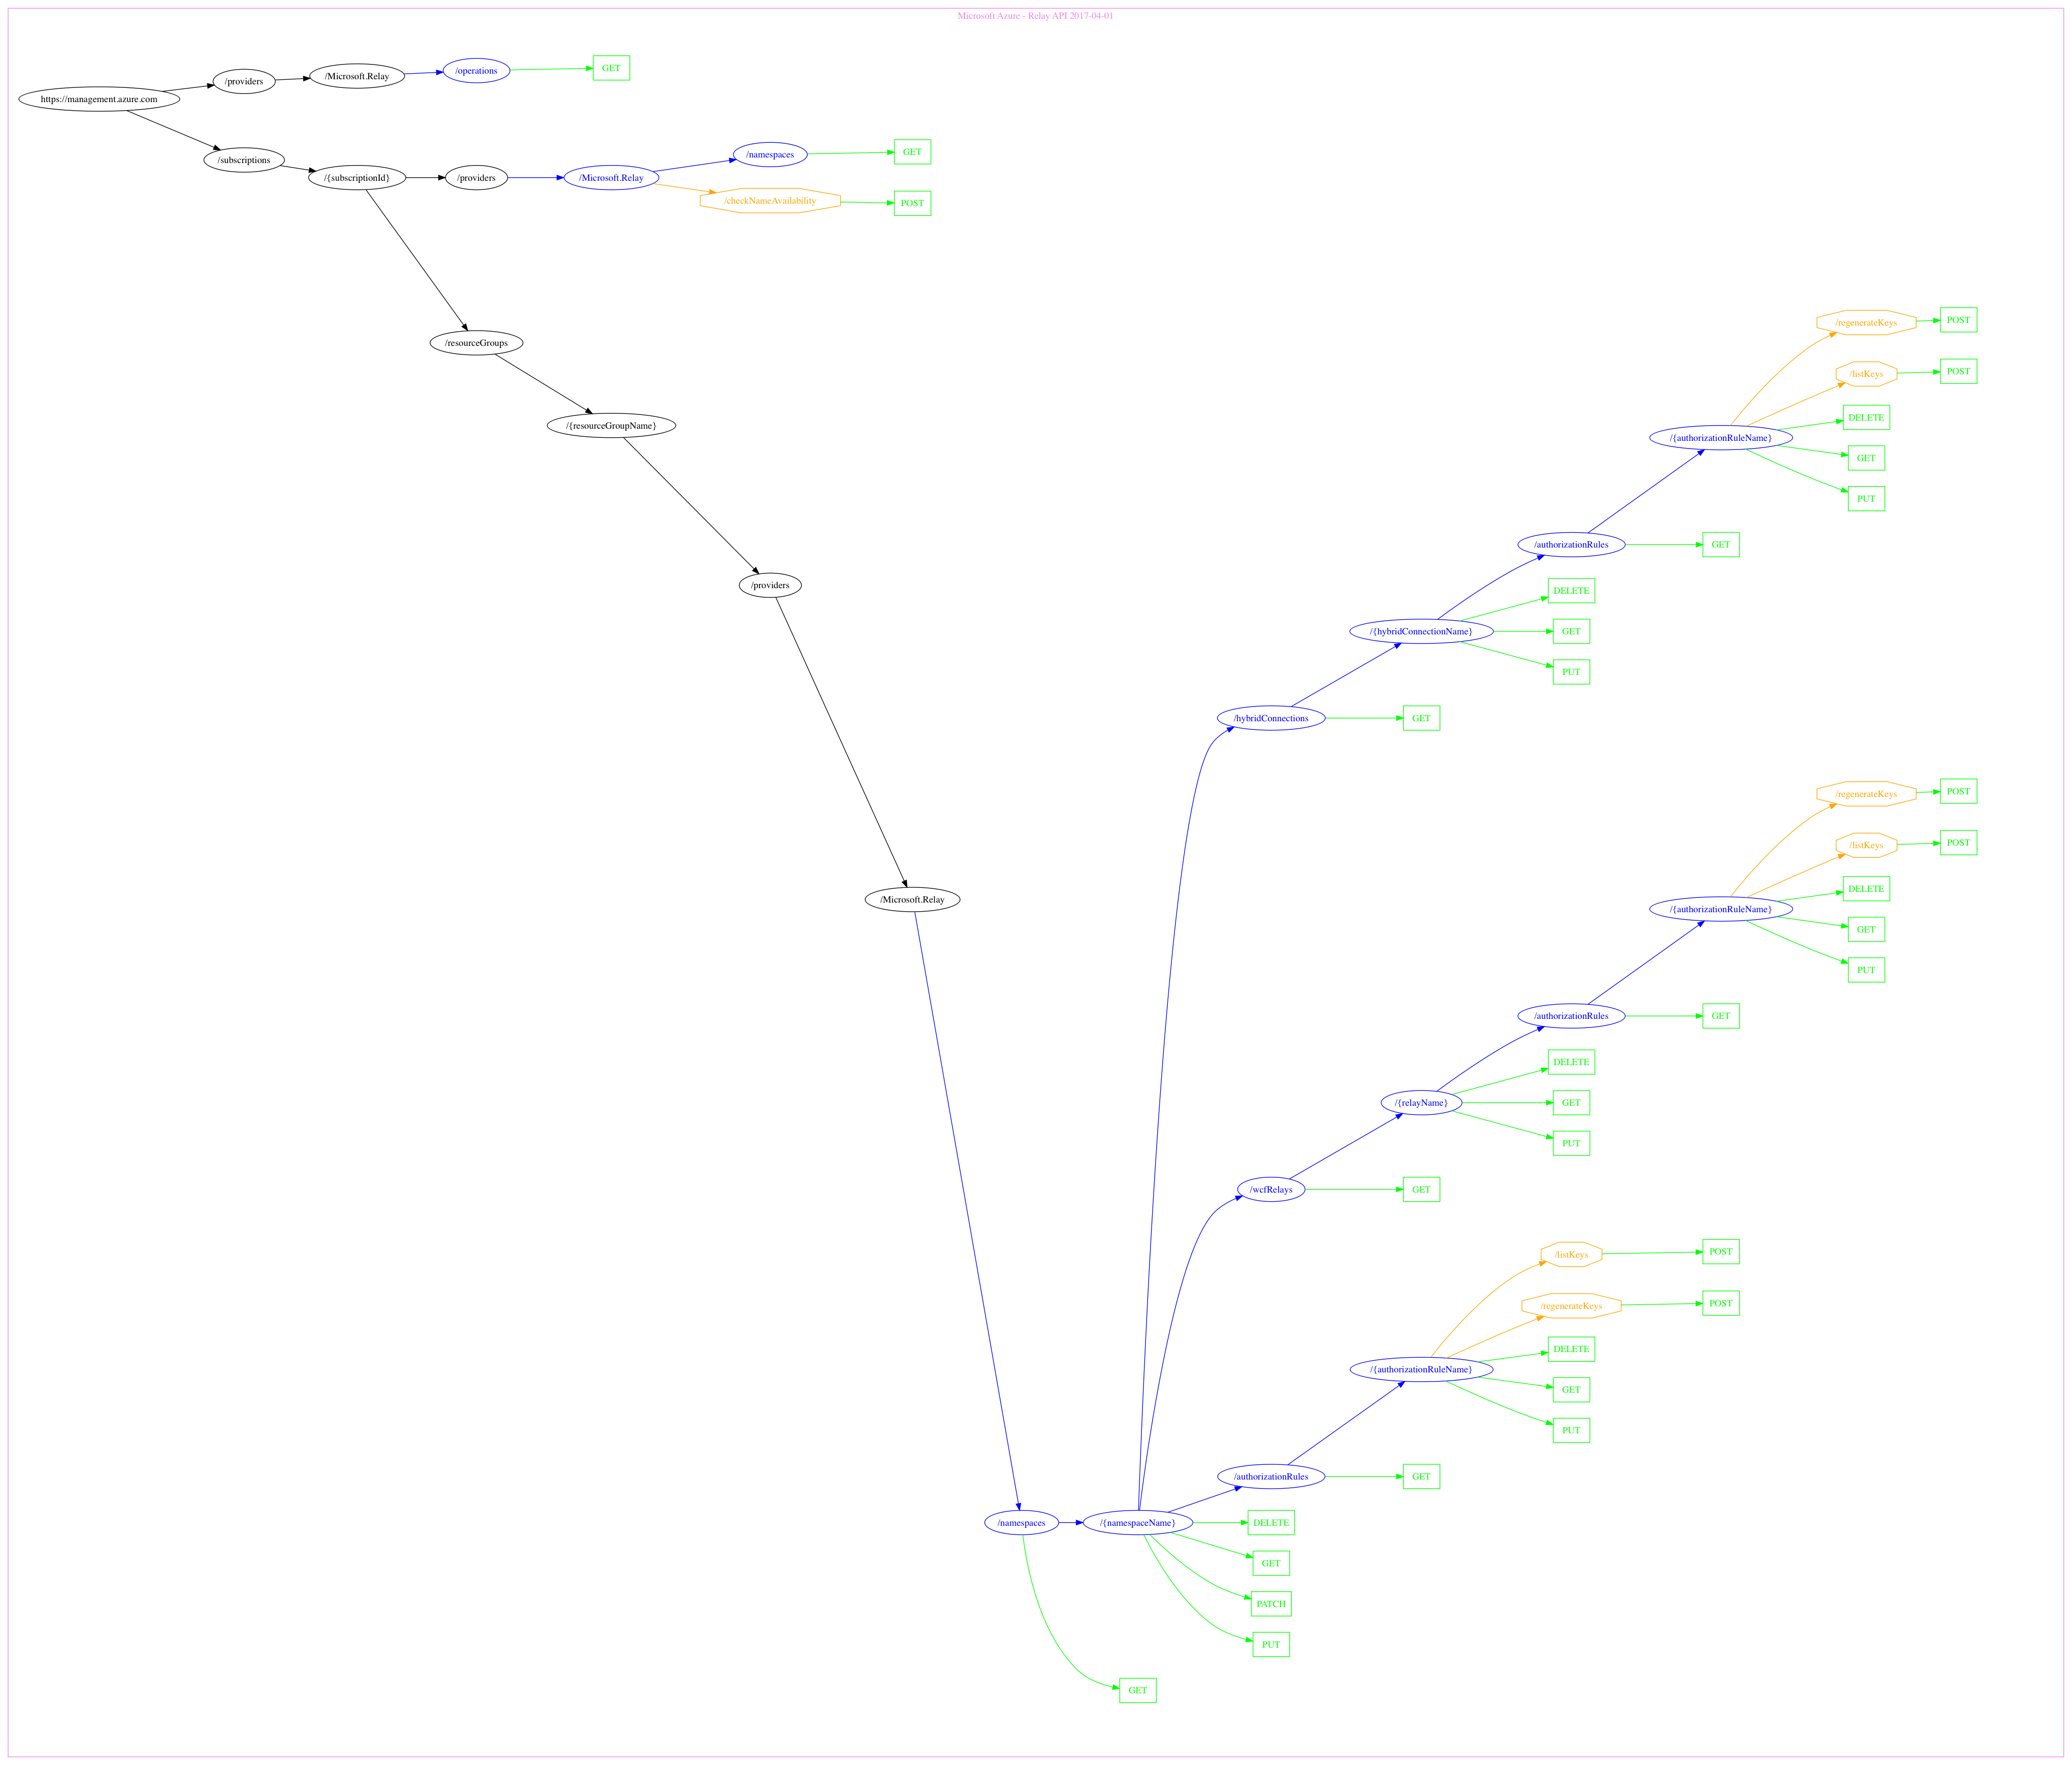 Microsoft Azure - Relay API 2017-04-01
/providers
/Microsoft.Relay
/operations
GET
https://management.azure.com
/subscriptions
/{subscriptionId}
/providers
/Microsoft.Relay
/namespaces
GET
/checkNameAvailability
POST
/resourceGroups
/{resourceGroupName}
/providers
/Microsoft.Relay
/regenerateKeys
POST
/listKeys
POST
DELETE
/{authorizationRuleName}
GET
PUT
/authorizationRules
GET
DELETE
/{hybridConnectionName}
GET
PUT
/hybridConnections
GET
/regenerateKeys
POST
/listKeys
POST
DELETE
/{authorizationRuleName}
GET
PUT
/authorizationRules
GET
DELETE
/{relayName}
GET
PUT
/wcfRelays
GET
/listKeys
POST
/regenerateKeys
POST
DELETE
/{authorizationRuleName}
GET
PUT
/authorizationRules
GET
/namespaces
/{namespaceName}
DELETE
GET
PATCH
PUT
GET